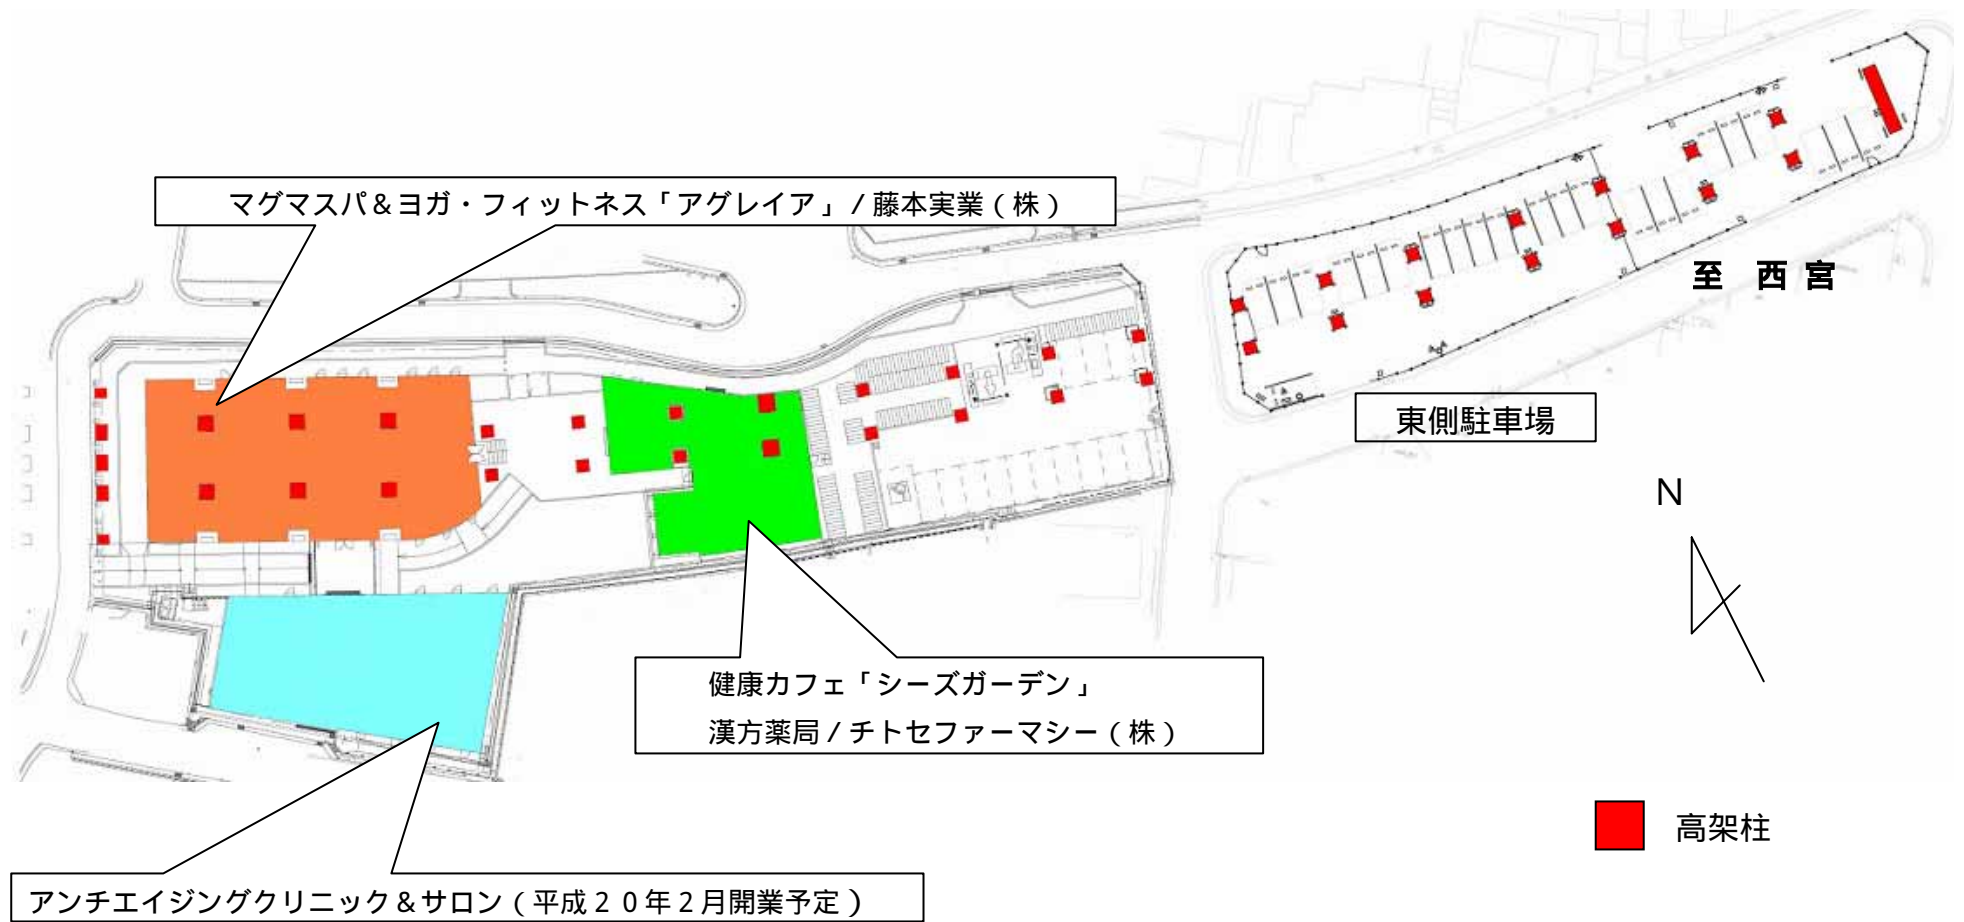 マグマスパ＆ヨガ・フィットネス「アグレイア」/藤本実業（株）
至 西宮
東側駐車場
N
健康カフェ「シーズガーデン」
漢方薬局/チトセファーマシー（株）
高架柱
アンチエイジングクリニック＆サロン（平成２０年２月開業予定）